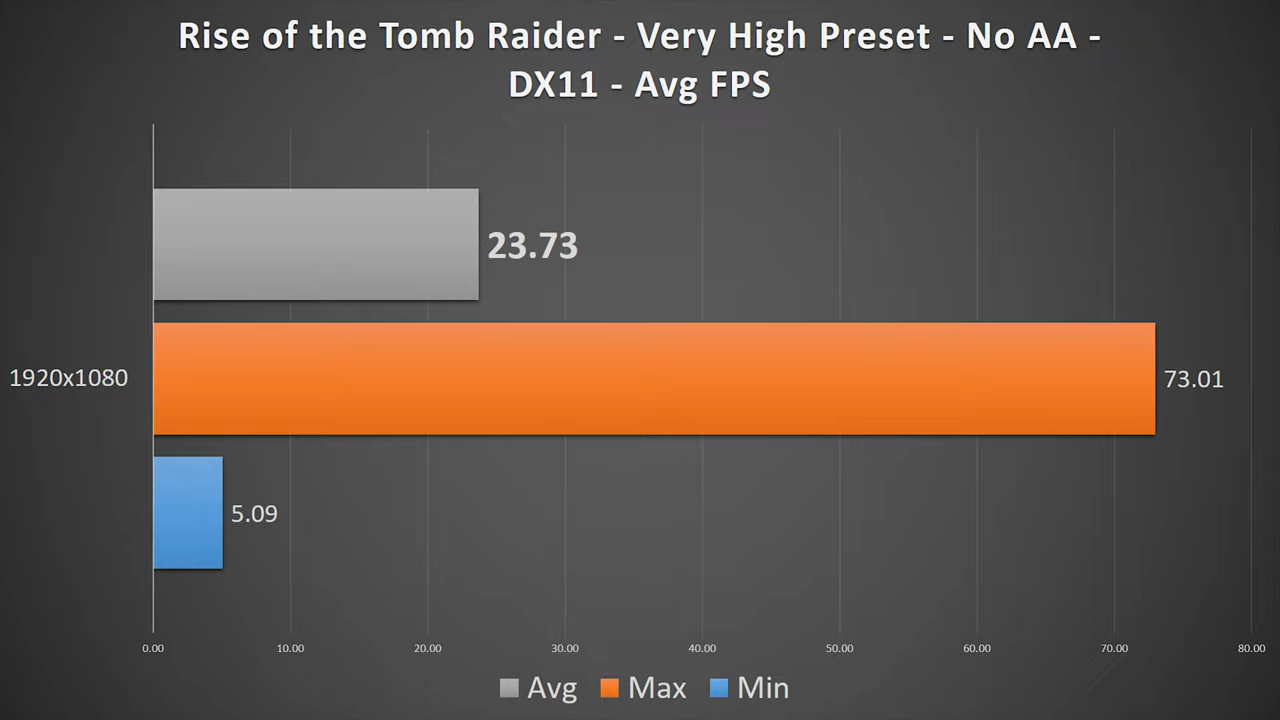 Rise of the Tomb Raider - Very High Preset - No AA -
DX11 - Avg FPS
23.73
1920x1080
73.01
5.09
0.00 10.00 20.00 30.00 40.00 50.00 60.00 70.00 80.00
Avg Max Min